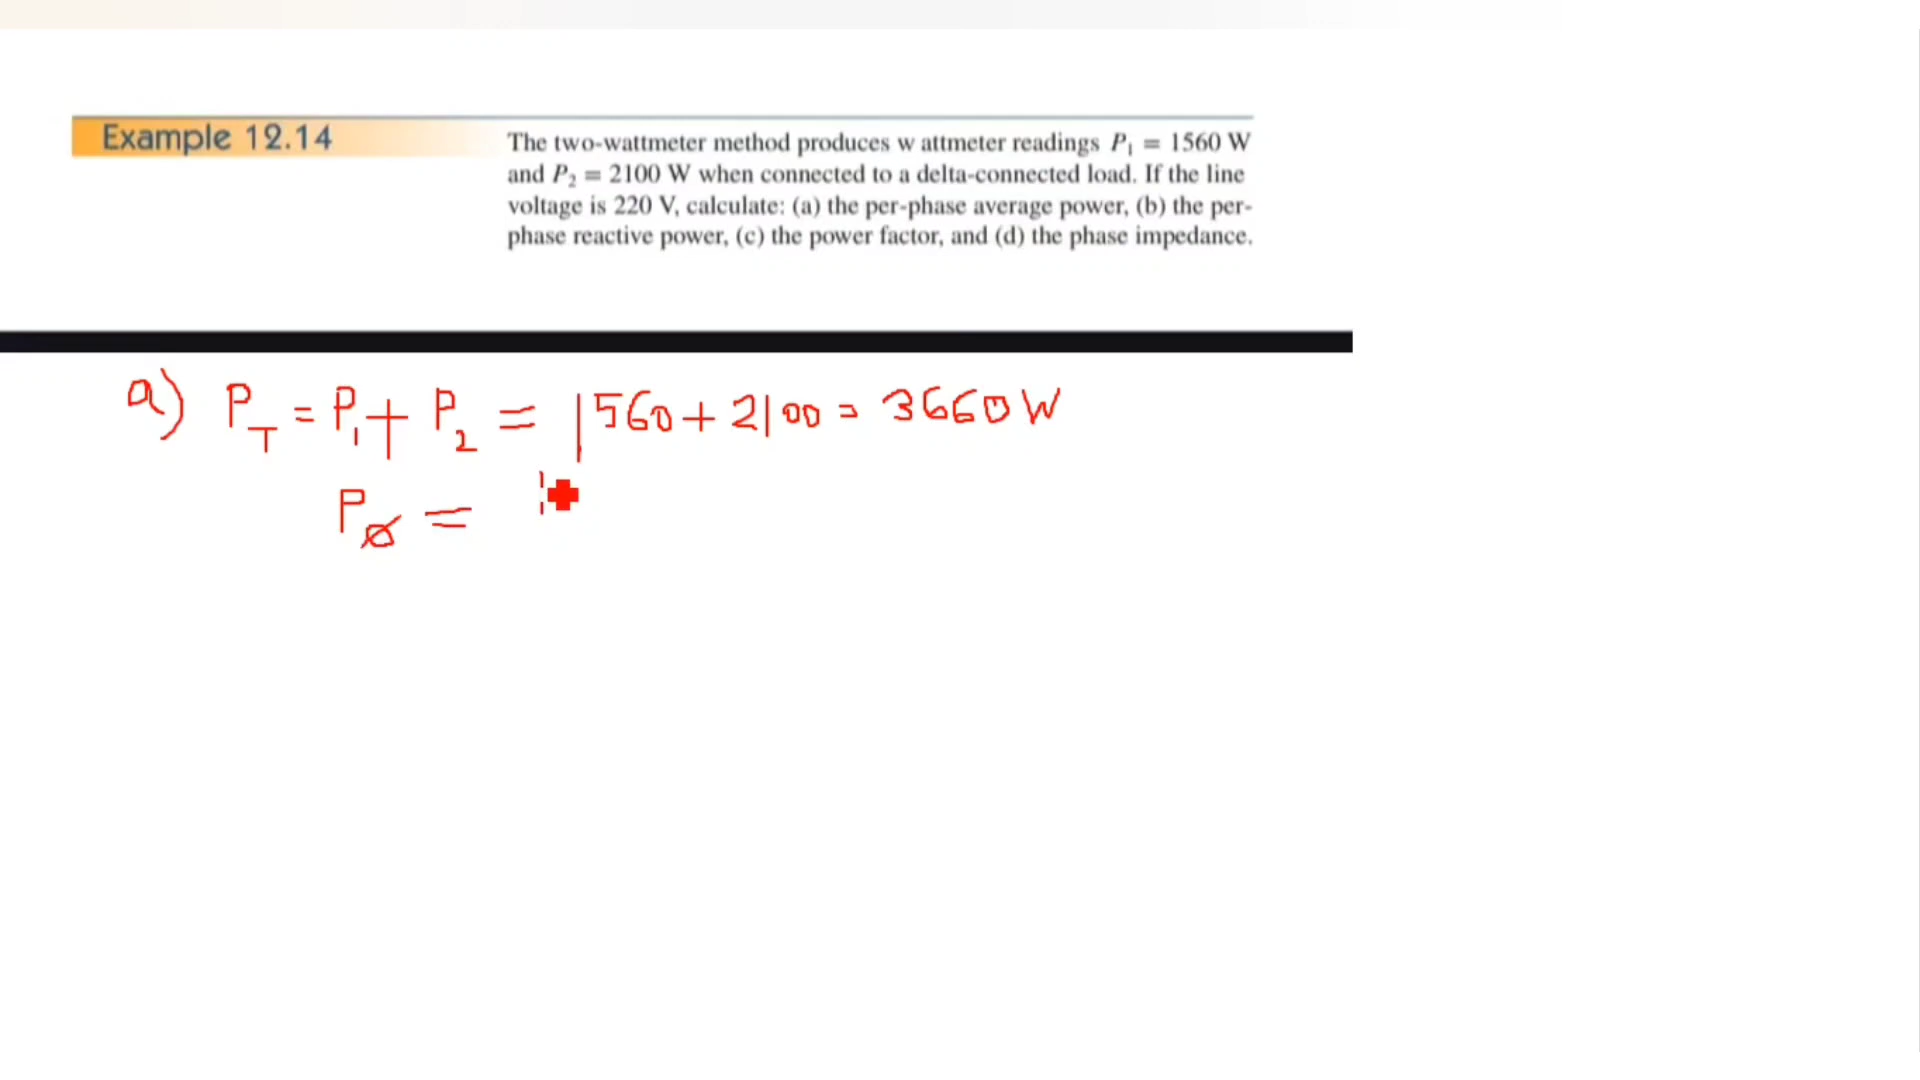 Example 12.14
The two-wattmeter method produces w attmeter readings P₁ = 1560 W
and P₂ = 2100 W when connected to a delta-connected load. If the line
voltage is 220 V, calculate: (a) the per-phase average power, (b) the per-
phase reactive power, (c) the power factor, and (d) the phase impedance.
a) P_T = P₁ + P₂ = 1560 + 2100 = 3660 W
P_ø =